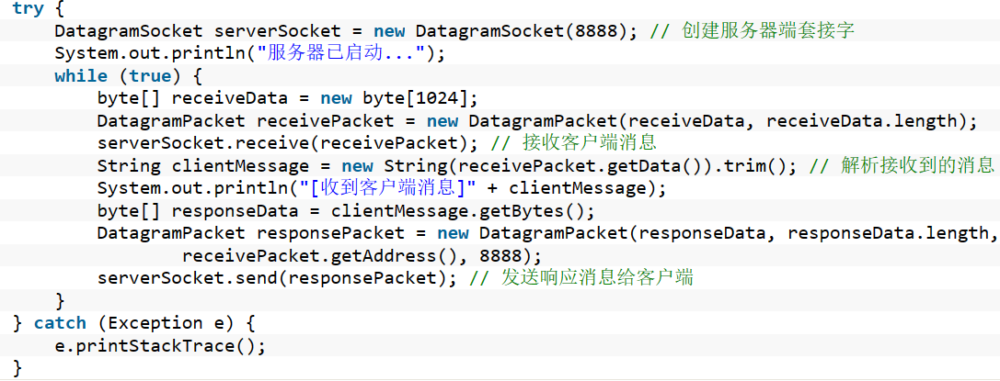 try {
    DatagramSocket serverSocket = new DatagramSocket(8888); // 创建服务器端套接字
    System.out.println("服务器已启动...");
    while (true) {
        byte[] receiveData = new byte[1024];
        DatagramPacket receivePacket = new DatagramPacket(receiveData, receiveData.length);
        serverSocket.receive(receivePacket); // 接收客户端消息
        String clientMessage = new String(receivePacket.getData()).trim(); // 解析接收到的消息
        System.out.println("[收到客户端消息]" + clientMessage);
        byte[] responseData = clientMessage.getBytes();
        DatagramPacket responsePacket = new DatagramPacket(responseData, responseData.length,
                receivePacket.getAddress(), 8888);
        serverSocket.send(responsePacket); // 发送响应消息给客户端
    }
} catch (Exception e) {
    e.printStackTrace();
}